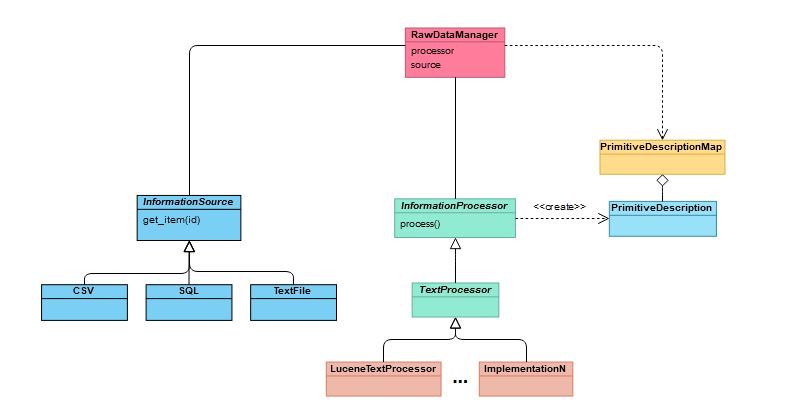 RawDataManager
processor
source
PrimitiveDescriptionMap
InformationSource
get_item(id)
InformationProcessor
process()
<<create>>
PrimitiveDescription
CSV
SQL
TextFile
TextProcessor
LuceneTextProcessor
...
ImplementationN